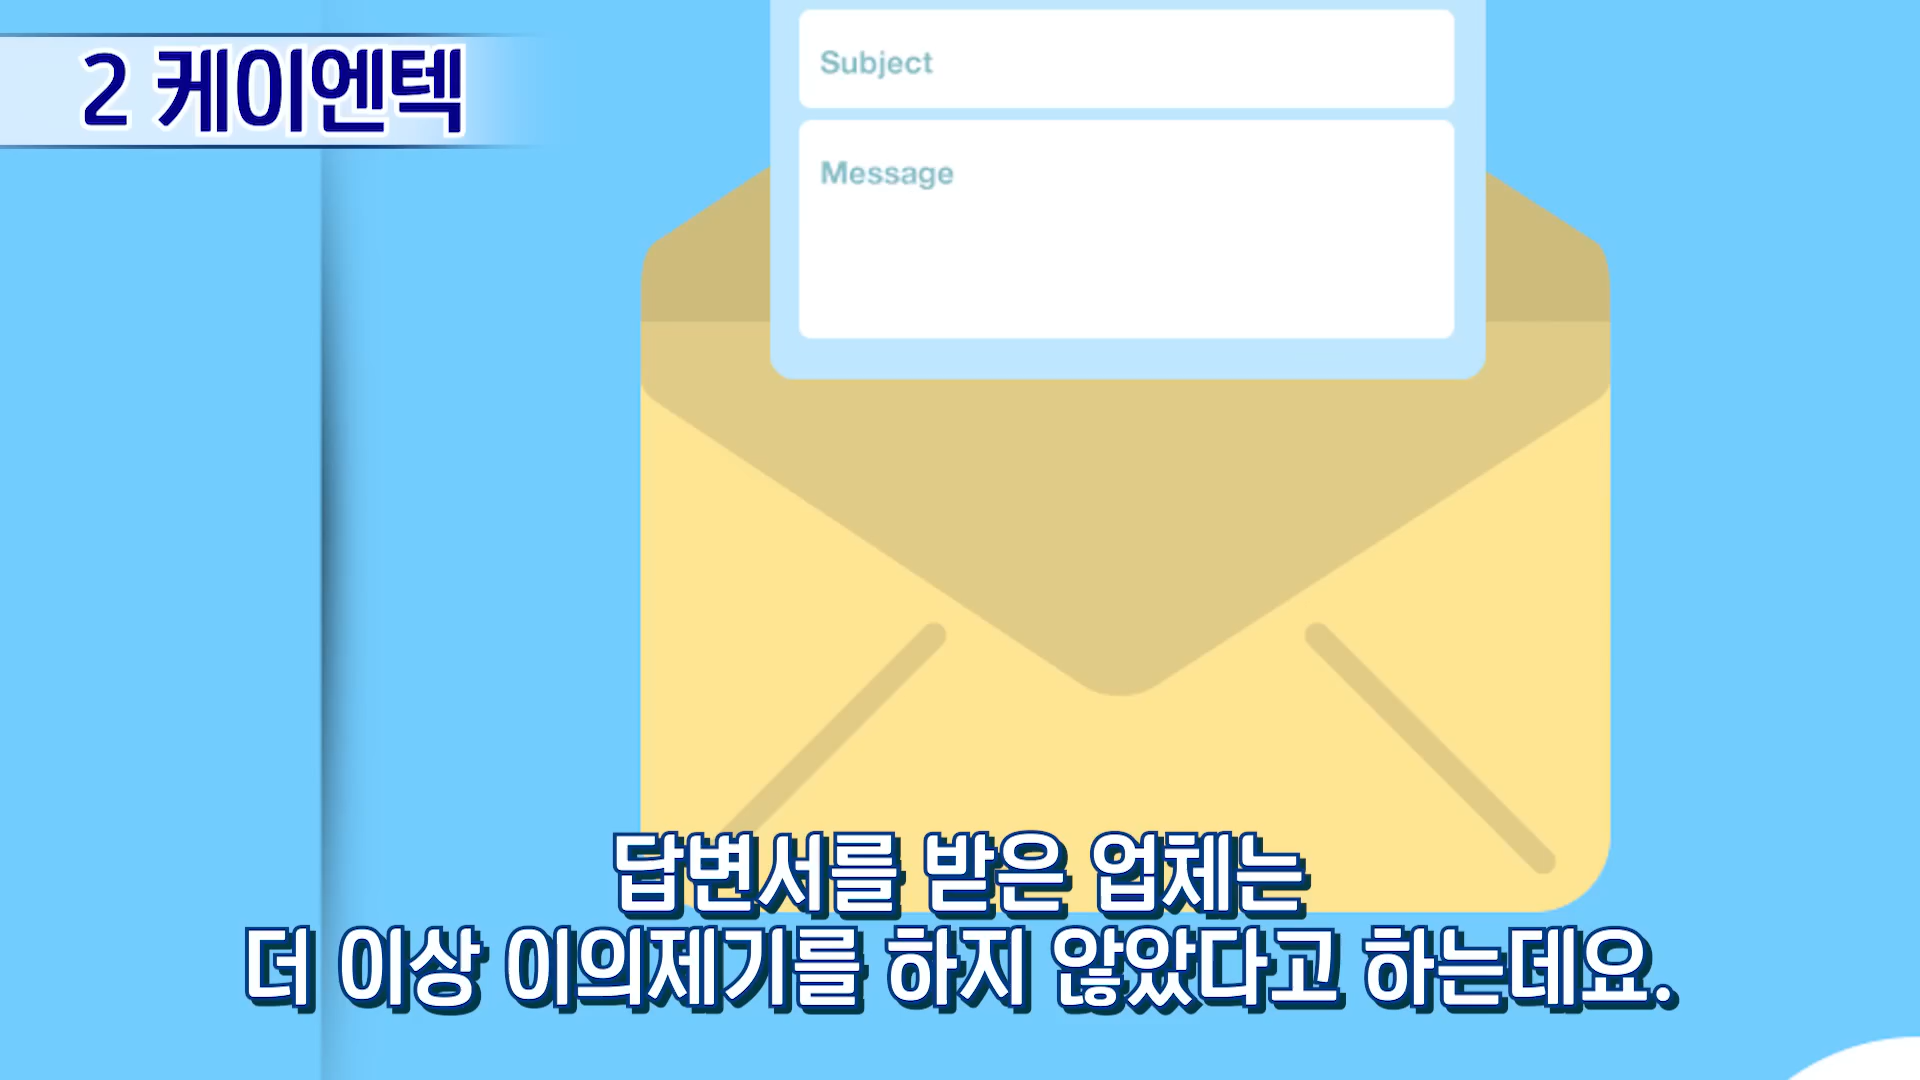 2 케이엔텍
Subject
Message
답변서를 받은 업체는
더 이상 이의제기를 하지 않았다고 하는데요.